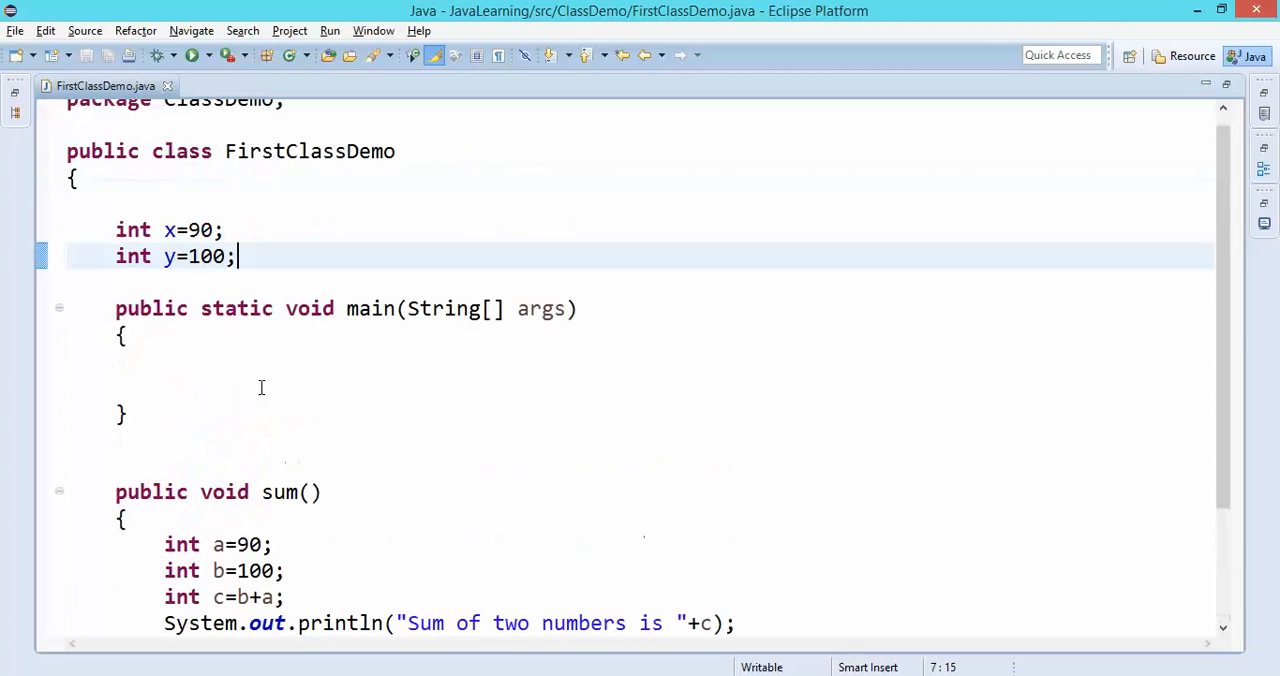 Java - JavaLearning/src/ClassDemo/FirstClassDemo.java - Eclipse Platform
File Edit Source Refactor Navigate Search Project Run Window Help
Quick Access Resource Java
FirstClassDemo.java
package ClassDemo;
public class FirstClassDemo
{
int x=90;
int y=100;
public static void main(String[] args)
{
}
public void sum()
{
int a=90;
int b=100;
int c=b+a;
System.out.println("Sum of two numbers is "+c);
Writable Smart Insert 7:15